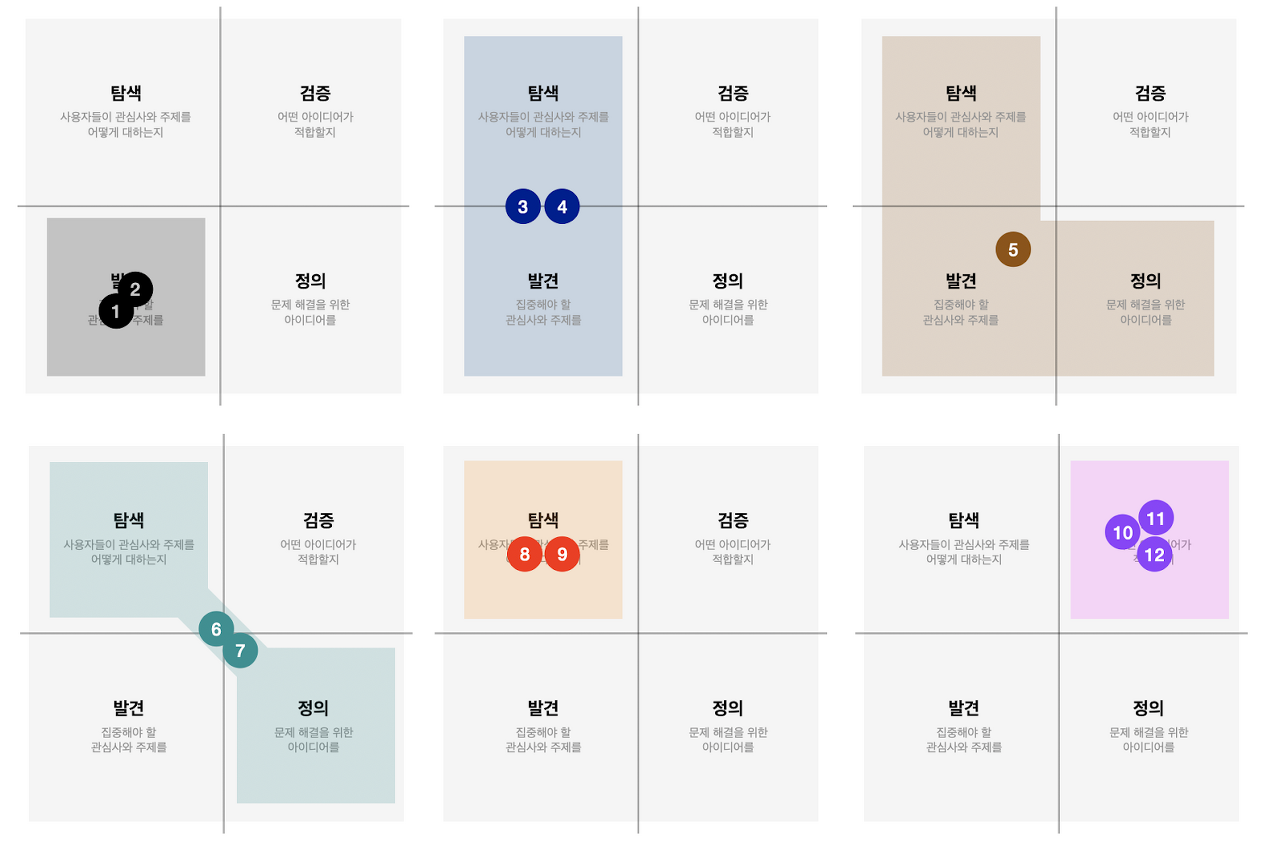 탐색
사용자들이 관심사와 주제를
어떻게 대하는지
검증
어떤 아이디어가
적합할지
2
1
주제를
정의
문제 해결을 위한
아이디어를
탐색
사용자들이 관심사와 주제를
어떻게 대하는지
검증
어떤 아이디어가
적합할지
3 4
발견
집중해야 할
관심사와 주제를
정의
문제 해결을 위한
아이디어를
탐색
사용자들이 관심사와 주제를
어떻게 대하는지
검증
어떤 아이디어가
적합할지
5
발견
집중해야 할
관심사와 주제를
정의
문제 해결을 위한
아이디어를
탐색
사용자들이 관심사와 주제를
어떻게 대하는지
검증
어떤 아이디어가
적합할지
6
7
발견
집중해야 할
관심사와 주제를
정의
문제 해결을 위한
아이디어를
탐색
주제를
8 9
검증
어떤 아이디어가
적합할지
발견
집중해야 할
관심사와 주제를
정의
문제 해결을 위한
아이디어를
탐색
사용자들이 관심사와 주제를
어떻게 대하는지
11
10
12
발견
집중해야 할
관심사와 주제를
정의
문제 해결을 위한
아이디어를